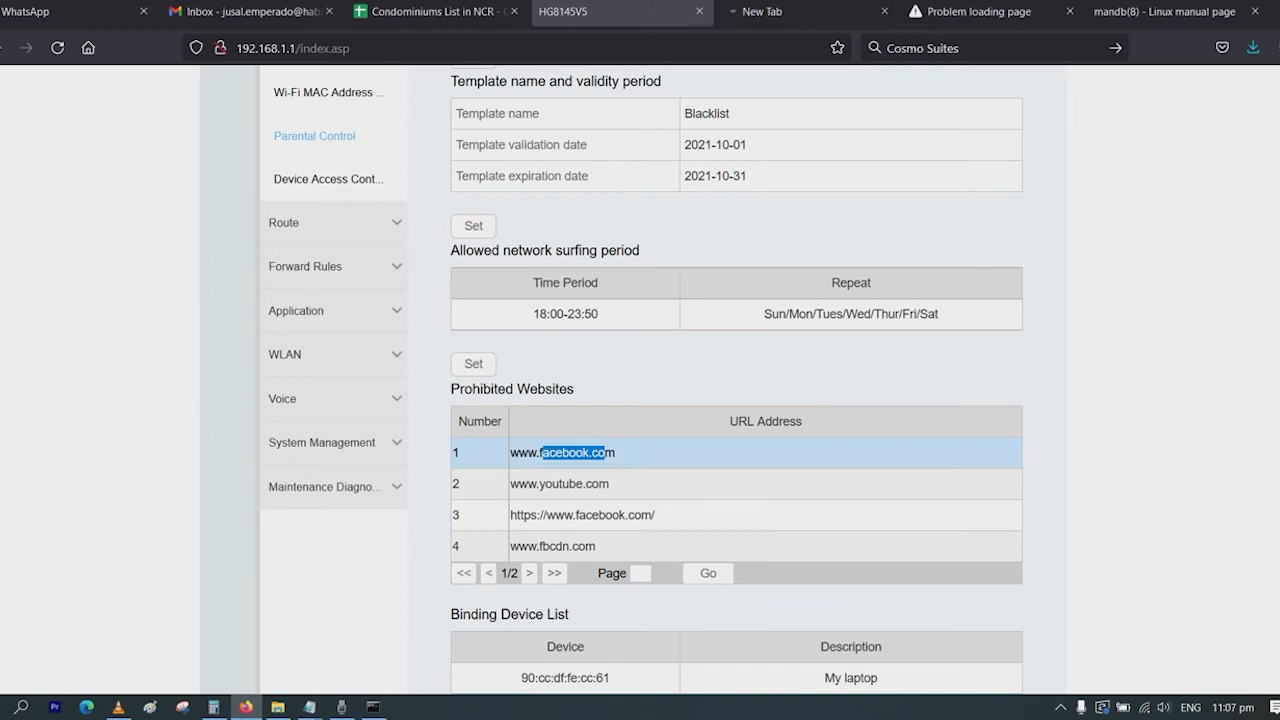 WhatsApp
Inbox - jusal.emperado@hab
Condominiums List in NCR - G
HG8145V5
New Tab
Problem loading page
mandb(8) - Linux manual page
192.168.1.1/index.asp
Cosmo Suites
Wi-Fi MAC Address ...
Parental Control
Device Access Cont...
Route
Forward Rules
Application
WLAN
Voice
System Management
Maintenance Diagno...
Template name and validity period
Template name Blacklist
Template validation date 2021-10-01
Template expiration date 2021-10-31
Set
Allowed network surfing period
Time Period Repeat
18:00-23:50 Sun/Mon/Tues/Wed/Thur/Fri/Sat
Set
Prohibited Websites
Number URL Address
1 www.facebook.com
2 www.youtube.com
3 https://www.facebook.com/
4 www.fbcdn.com
<< < 1/2 > >> Page Go
Binding Device List
Device Description
90:cc:df:fe:cc:61 My laptop
Pr
ENG 11:07 pm